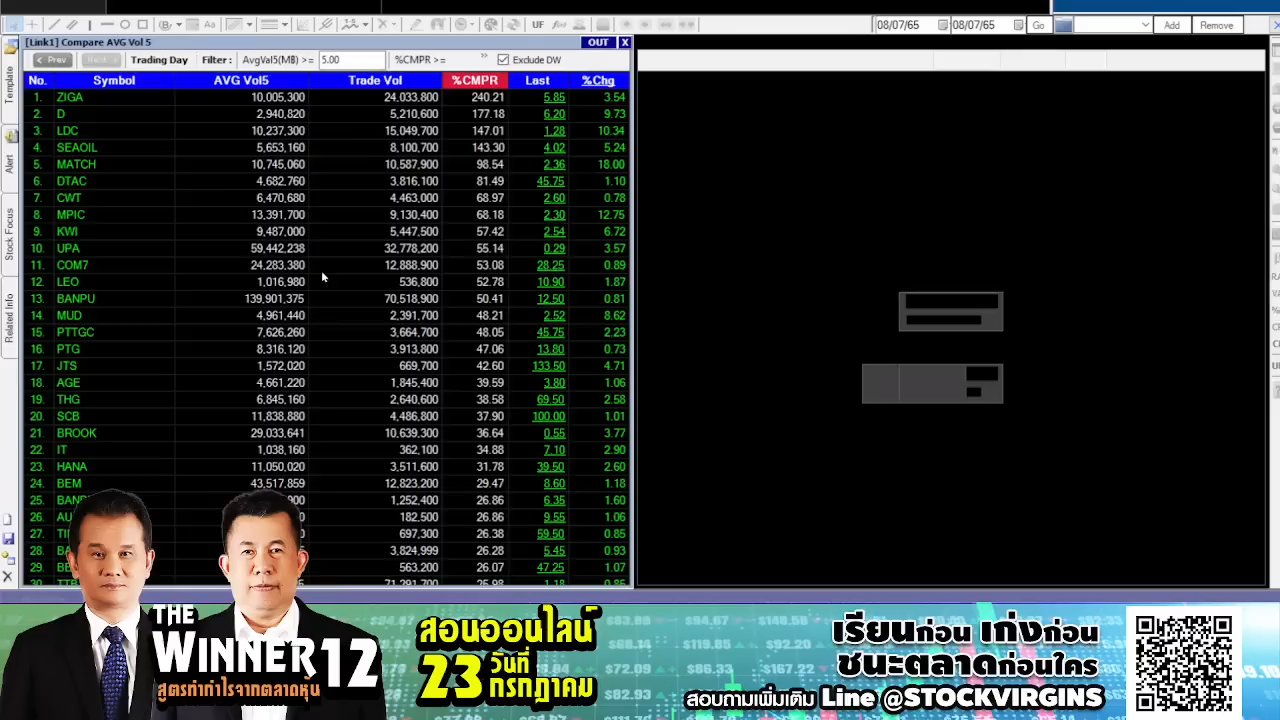 UF
08/07/65 08/07/65 Go Add Remove
[Link1] Compare AVG Vol 5 OUT X
Prev Next Trading Day Filter : AvgVal5(MB) >= 5.00 %CMPR >= Exclude DW
No. Symbol AVG Vol5 Trade Vol %CMPR Last %Chg
1. ZIGA 10,005,300 24,033,800 240.21 5.85 3.54
2. D 2,940,820 5,210,600 177.18 6.20 9.73
3. LDC 10,237,300 15,049,700 147.01 1.28 10.34
4. SEAOIL 5,653,160 8,100,700 143.30 4.02 5.24
5. MATCH 10,745,060 10,587,900 98.54 2.36 18.00
6. DTAC 4,682,760 3,816,100 81.49 45.75 1.10
7. CWT 6,470,680 4,463,000 68.97 2.60 0.78
8. MPIC 13,391,700 9,130,400 68.18 2.30 12.75
9. KWI 9,487,000 5,447,500 57.42 2.54 6.72
10. UPA 59,442,238 32,778,200 55.14 0.29 3.57
11. COM7 24,283,380 12,888,900 53.08 28.25 0.89
12. LEO 1,016,980 536,800 52.78 10.90 1.87
13. BANPU 139,901,375 70,518,900 50.41 12.50 0.81
14. MUD 4,961,440 2,391,700 48.21 2.52 8.62
15. PTTGC 7,626,260 3,664,700 48.05 45.75 2.23
16. PTG 8,316,120 3,913,800 47.06 13.80 0.73
17. JTS 1,572,020 669,700 42.60 133.50 4.71
18. AGE 4,661,220 1,845,400 39.59 3.80 1.06
19. THG 6,845,160 2,640,600 38.58 69.50 2.58
20. SCB 11,838,880 4,486,800 37.90 100.00 1.01
21. BROOK 29,033,641 10,639,300 36.64 0.55 3.77
22. IT 1,038,160 362,100 34.88 7.10 2.90
23. HANA 11,050,020 3,511,600 31.78 39.50 2.60
24. BEM 43,517,859 12,823,200 29.47 8.60 1.18
25. 1,252,400 26.86 6.35 1.60
26. 182,500 26.86 9.55 1.06
27. 697,300 26.38 59.50 0.85
28. 3,824,999 26.28 5.45 0.93
29. 563,200 26.07 47.25 1.07
30. 71,291,700 25.98 1.18 0.85
Template
Alert
Stock Focus
Related Info
THE WINNER 12
สูตรทำกำไรจากตลาดหุ้น
สอนออนไลน์
วันที่ 23 กรกฎาคม
เรียนก่อน เก่งก่อน
ชนะตลาดก่อนใคร
สอบถามเพิ่มเติม Line @STOCKVIRGINS